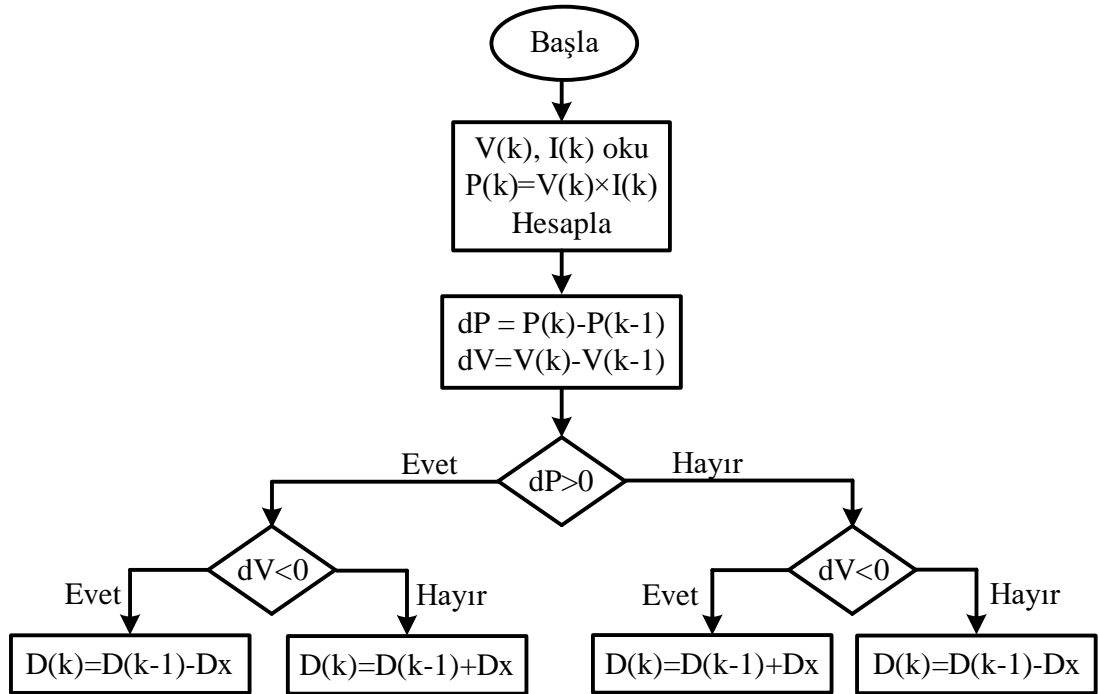 Başla
V(k), I(k) oku
P(k)=V(k)×I(k)
Hesapla
dP = P(k)-P(k-1)
dV=V(k)-V(k-1)
Evet
dP>0
Hayır
dV<0
Evet
Hayır
dV<0
Evet
Hayır
D(k)=D(k-1)-Dx
D(k)=D(k-1)+Dx
D(k)=D(k-1)+Dx
D(k)=D(k-1)-Dx